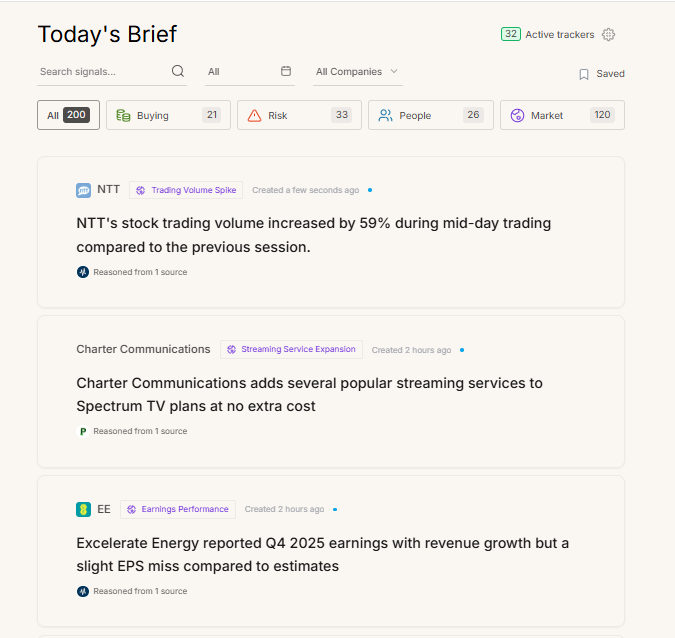 Today's Brief
32 Active trackers
Search signals...
All
All Companies
Saved
All 200
Buying 21
Risk 33
People 26
Market 120
NTT Trading Volume Spike Created a few seconds ago
NTT's stock trading volume increased by 59% during mid-day trading
compared to the previous session.
Reasoned from 1 source
Charter Communications Streaming Service Expansion Created 2 hours ago
Charter Communications adds several popular streaming services to
Spectrum TV plans at no extra cost
P Reasoned from 1 source
EE Earnings Performance Created 2 hours ago
Excelerate Energy reported Q4 2025 earnings with revenue growth but a
slight EPS miss compared to estimates
Reasoned from 1 source